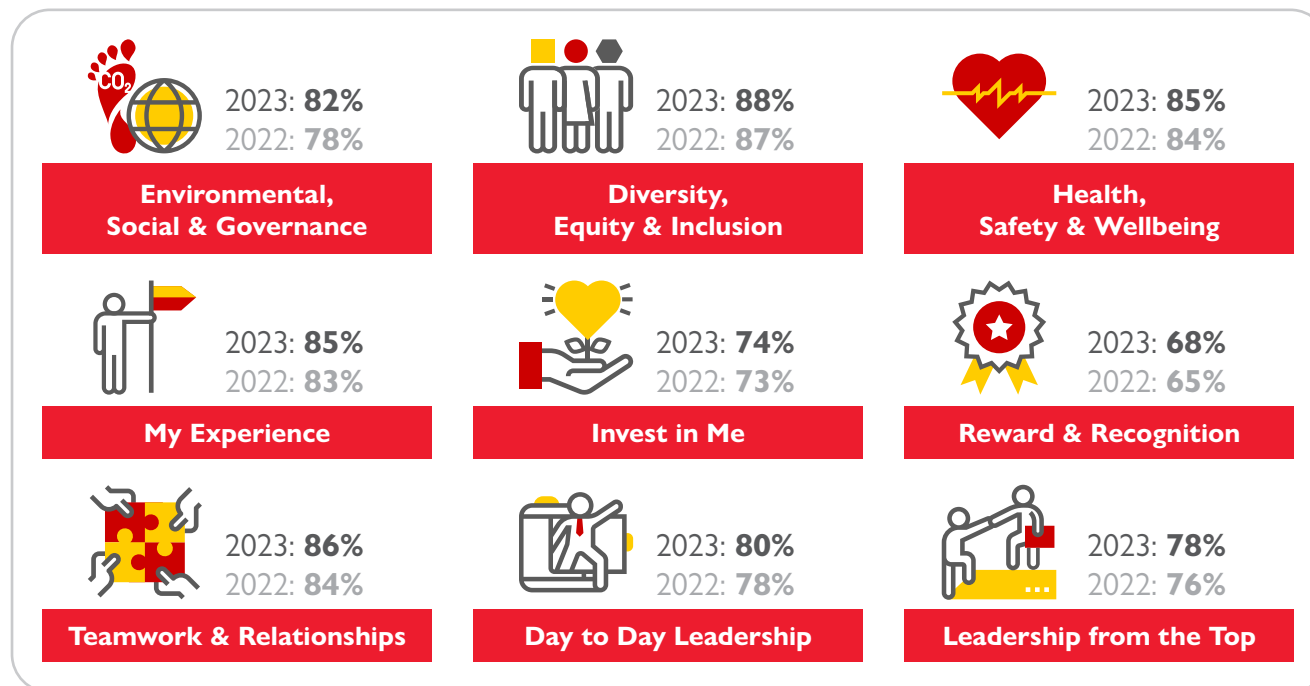 CO₂
2023: 82%
2022: 78%
Environmental,
Social & Governance
2023: 88%
2022: 87%
Diversity,
Equity & Inclusion
2023: 85%
2022: 84%
Health,
Safety & Wellbeing
2023: 85%
2022: 83%
My Experience
2023: 74%
2022: 73%
Invest in Me
2023: 68%
2022: 65%
Reward & Recognition
2023: 86%
2022: 84%
Teamwork & Relationships
2023: 80%
2022: 78%
Day to Day Leadership
2023: 78%
2022: 76%
Leadership from the Top